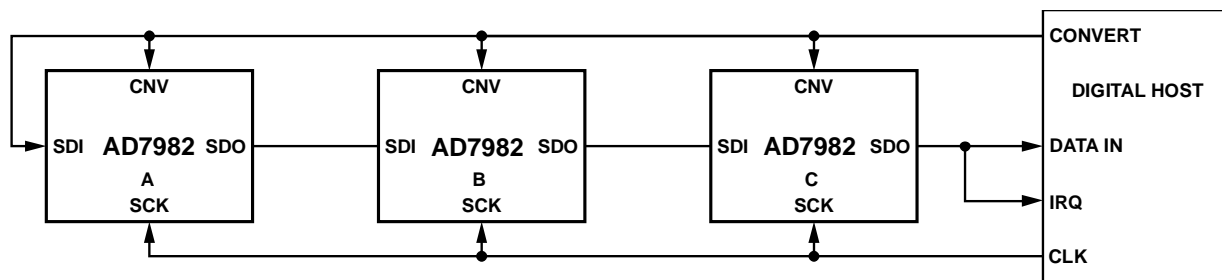 CONVERT
CNV CNV CNV
DIGITAL HOST
SDI AD7982 SDO SDI AD7982 SDO SDI AD7982 SDO DATA IN
A B C
SCK SCK SCK IRQ
CLK